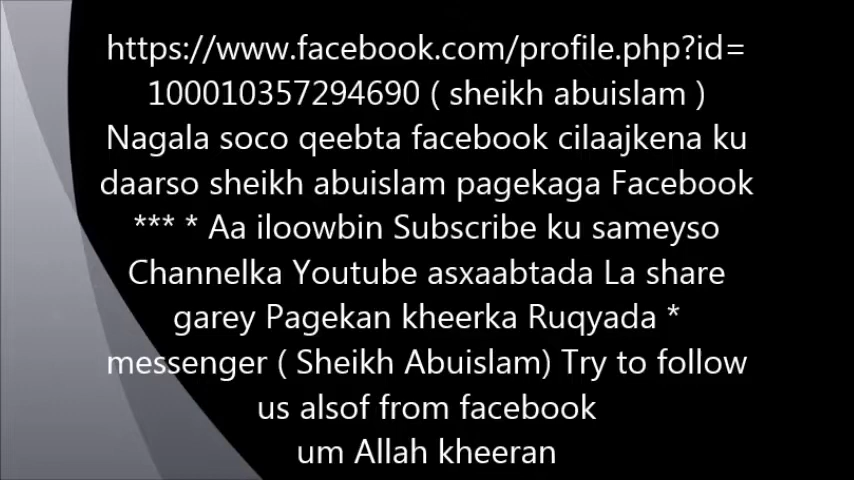 https://www.facebook.com/profile.php?id=
100010357294690 ( sheikh abuislam )
Nagala soco qeebta facebook cilaajkena ku
daarso sheikh abuislam pagekaga Facebook
*** * Aa iloowbin Subscribe ku sameyso
Channelka Youtube asxaabtada La share
garey Pagekan kheerka Ruqyada *
messenger ( Sheikh Abuislam) Try to follow
us alsof from facebook
um Allah kheeran